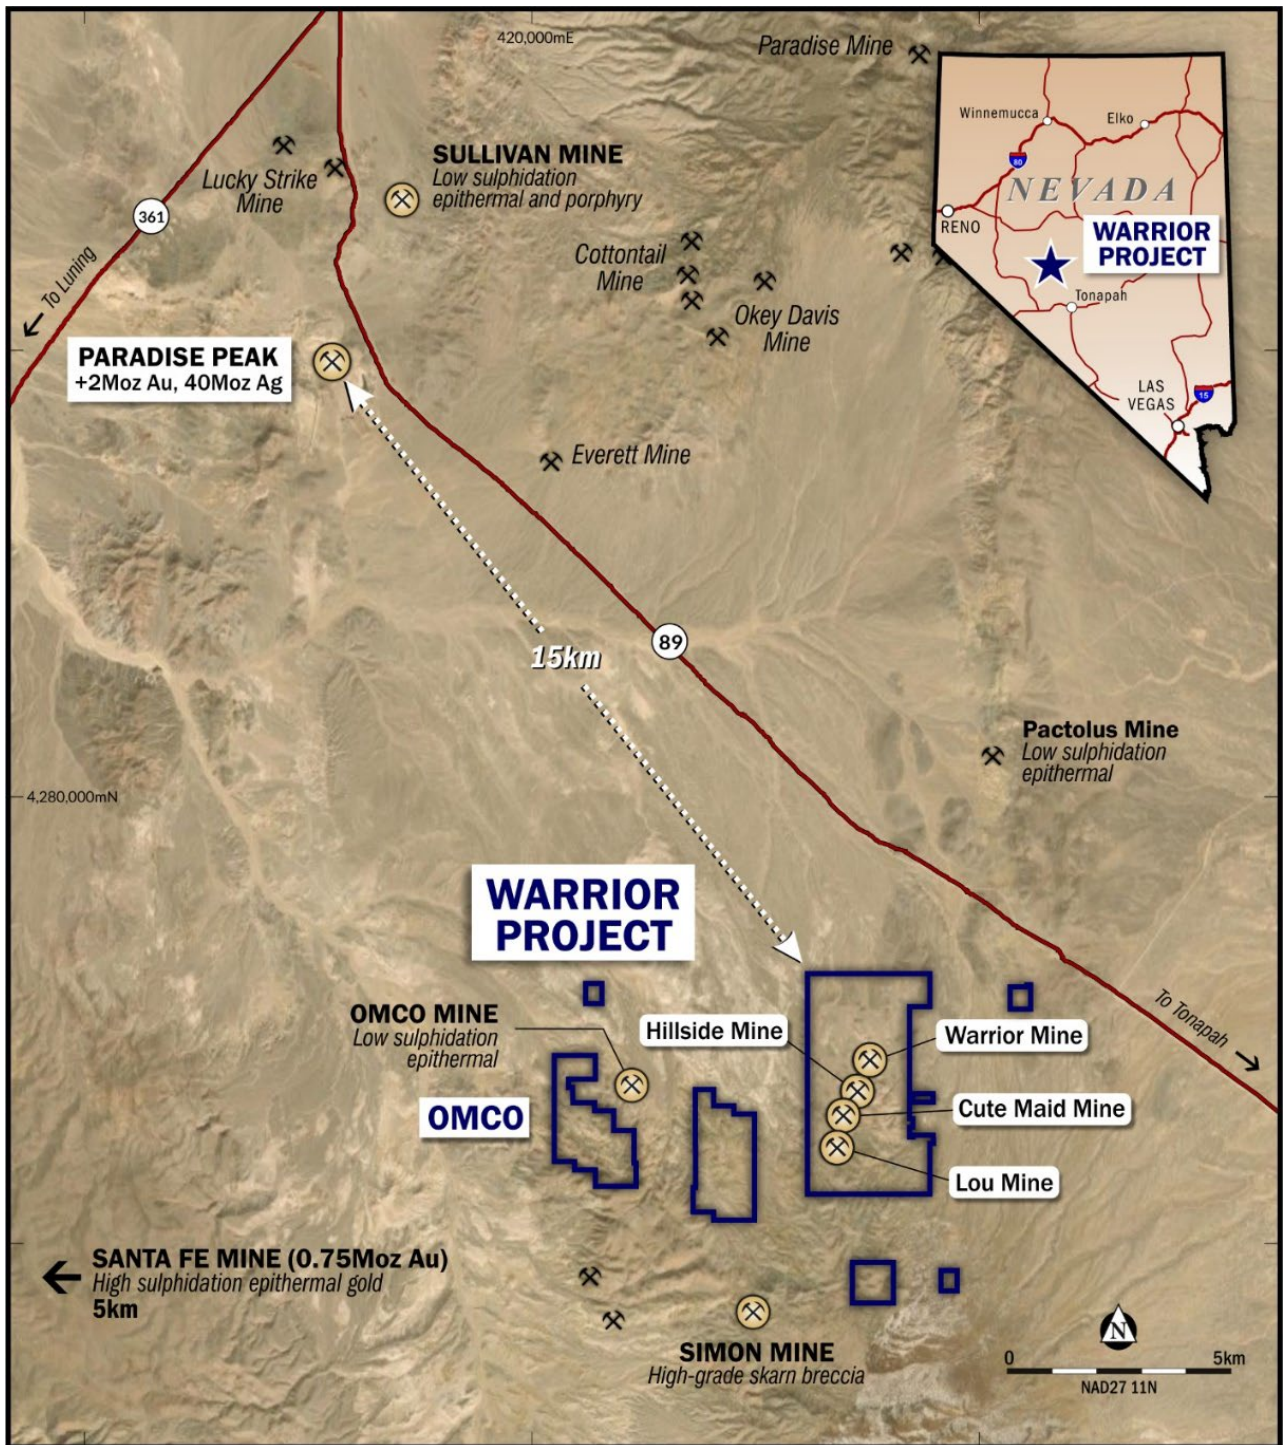 420,000mE
Paradise Mine
Winnemucca
Elko
80
NEVADA
RENO
WARRIOR
PROJECT
Tonapah
LAS
VEGAS
15
Lucky Strike
Mine
SULLIVAN MINE
Low sulphidation
epithermal and porphyry
361
To Luning
Cottontail
Mine
Okey Davis
Mine
PARADISE PEAK
+2Moz Au, 40Moz Ag
Everett Mine
89
15km
Pactolus Mine
Low sulphidation
epithermal
4,280,000mN
WARRIOR
PROJECT
OMCO MINE
Low sulphidation
epithermal
Hillside Mine
Warrior Mine
To Tonapah
OMCO
Cute Maid Mine
Lou Mine
SANTA FE MINE (0.75Moz Au)
High sulphidation epithermal gold
5km
SIMON MINE
High-grade skarn breccia
N
0 5km
NAD27 11N